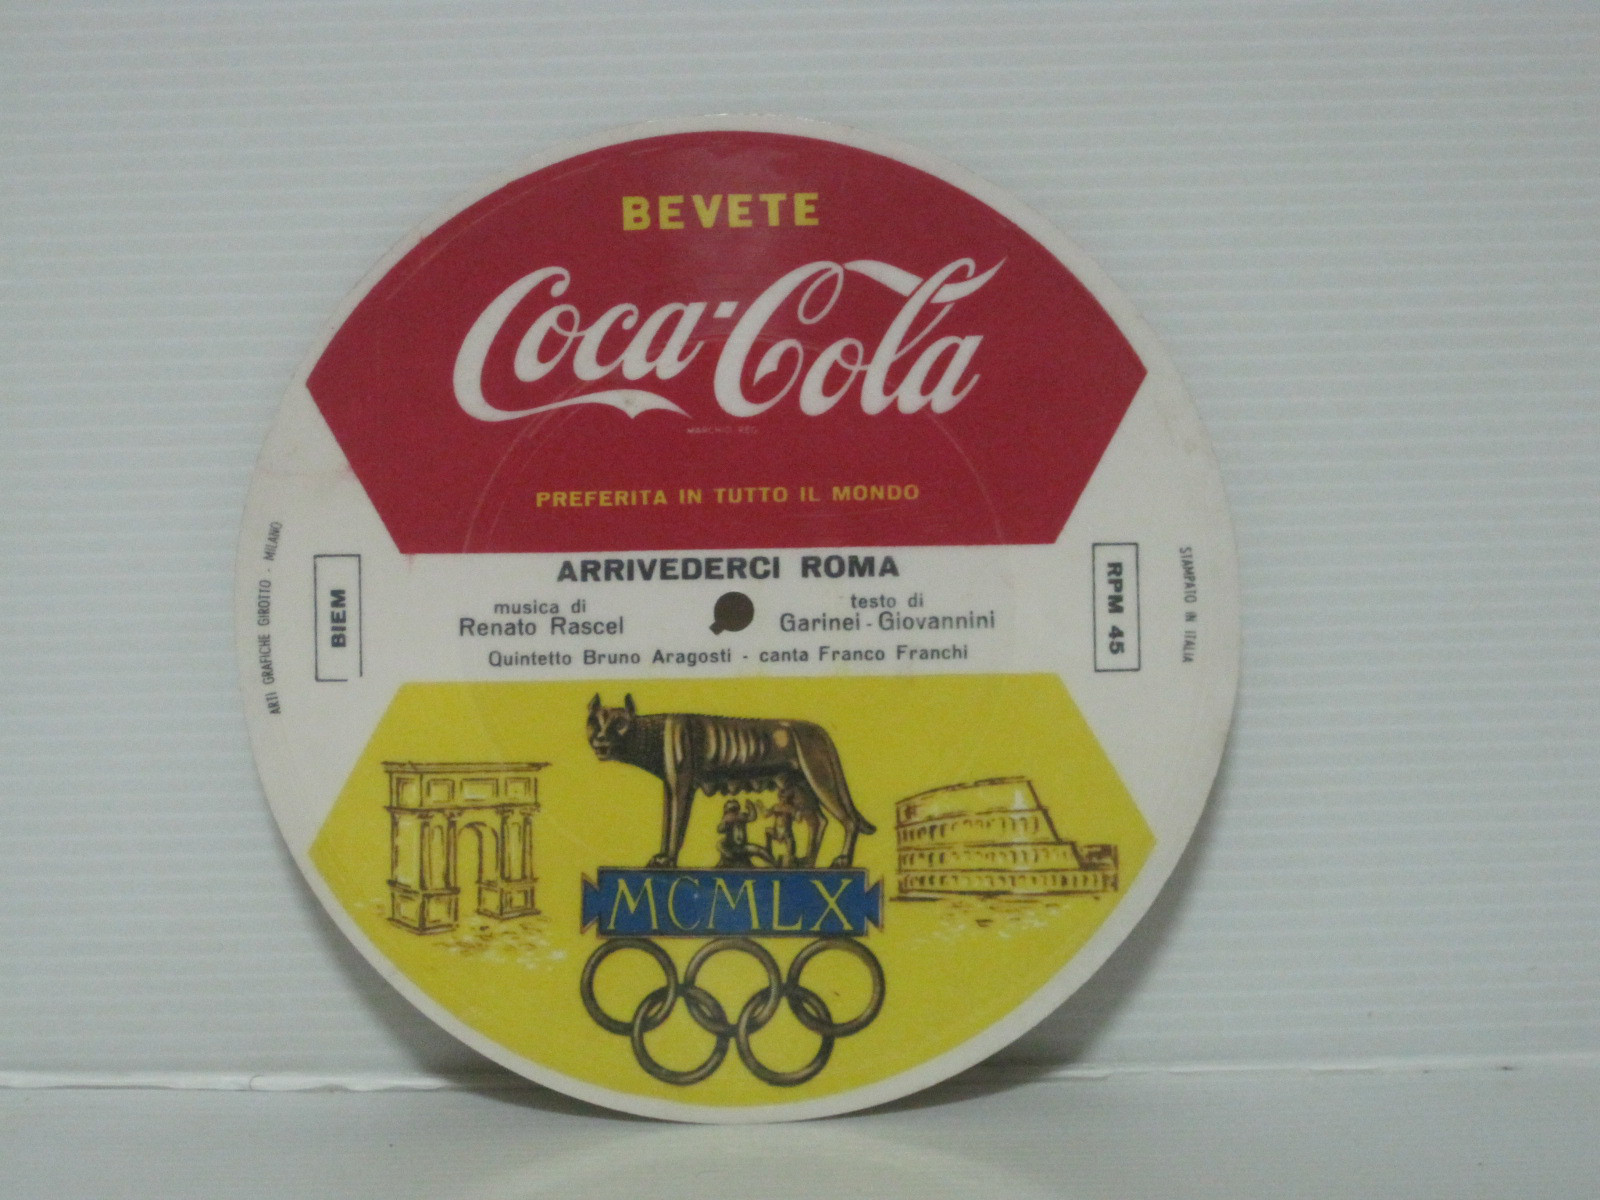 BEVETE
Coca-Cola
MARCHIO REG.
PREFERITA IN TUTTO IL MONDO
ARRIVEDERCI ROMA
musica di
Renato Rascel
testo di
Garinei - Giovannini
Quintetto Bruno Aragosti - canta Franco Franchi
ARTI GRAFICHE GIROTTO - MILANO
BIEM
RPM 45
STAMPATO IN ITALIA
MCMLX